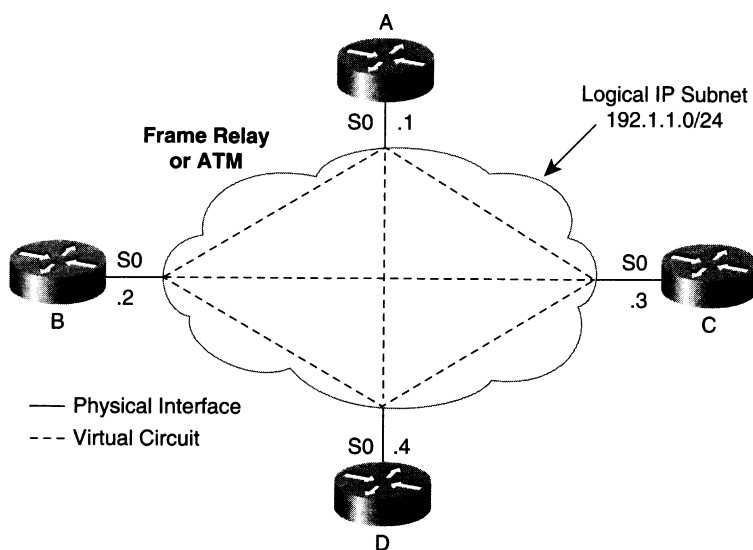 A
Logical IP Subnet
192.1.1.0/24
S0 .1
Frame Relay
or ATM
S0
.2
B
S0
.3
C
Physical Interface
Virtual Circuit
S0 .4
D